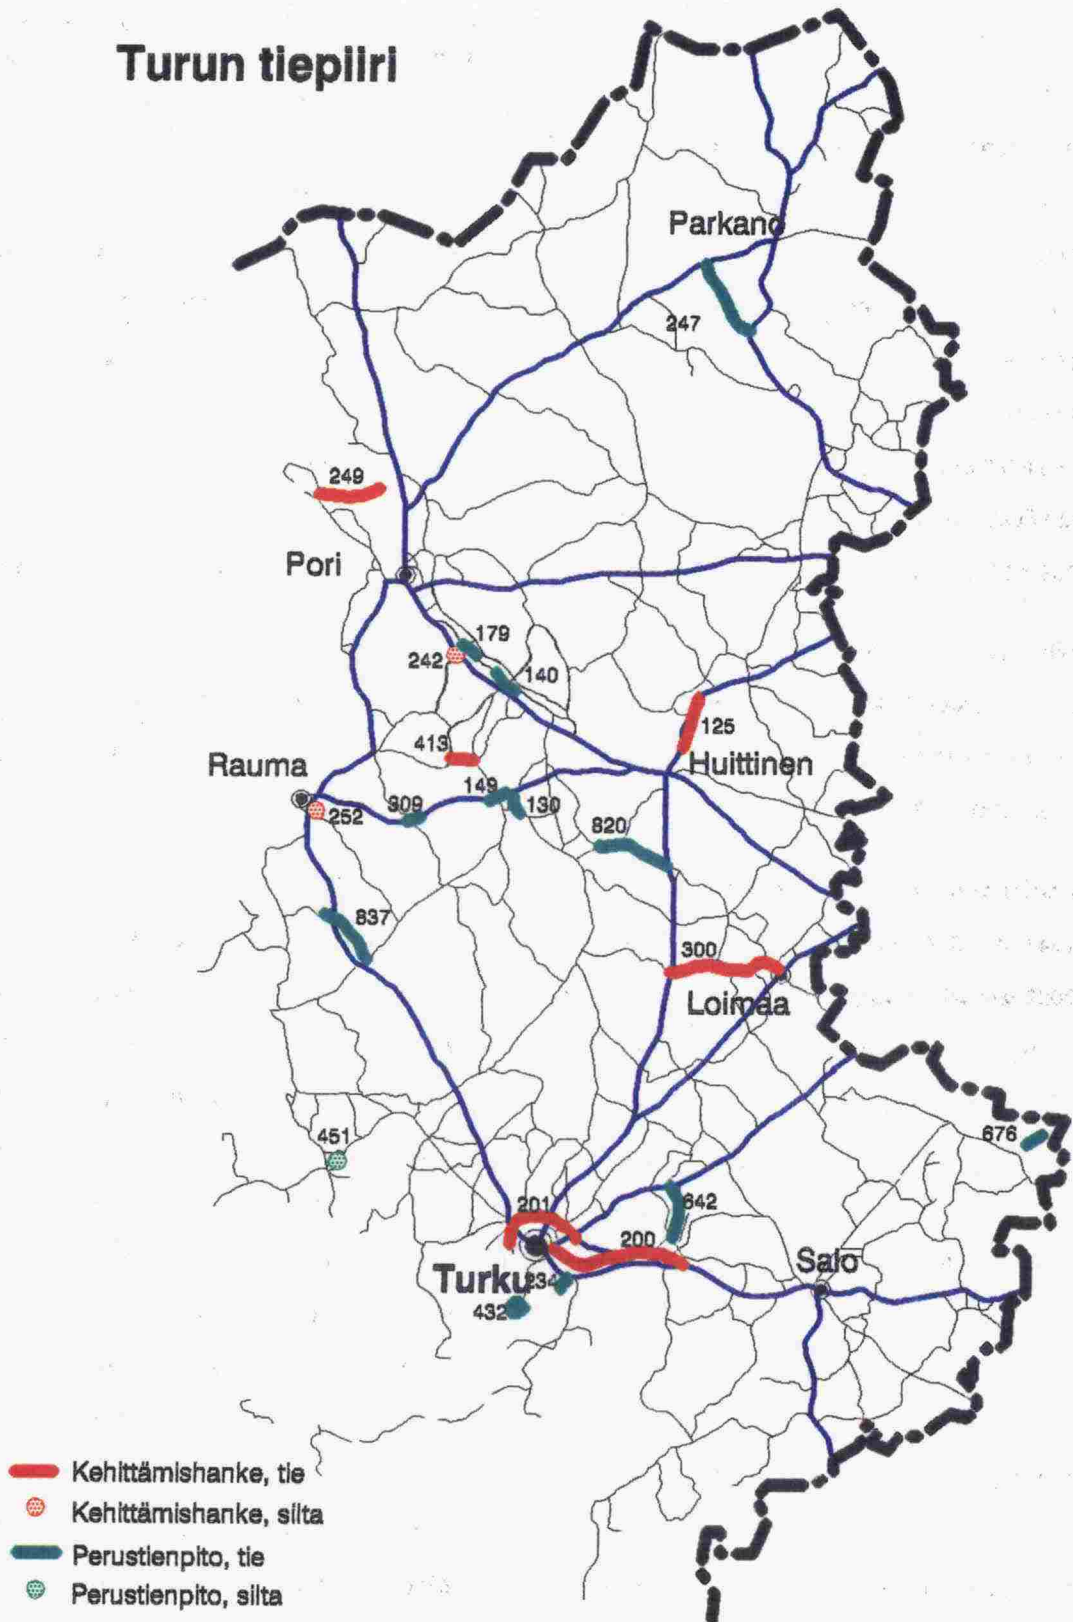 Turun tiepiiri
Parkano
247
249
Pori
179
242
140
125
413
Huittinen
Rauma
149
309
130
252
820
837
300
Loimaa
451
676
642
201
200
Salo
Turku
234
432
Kehittämishanke, tie
Kehittämishanke, silta
Perustienpito, tie
Perustienpito, silta